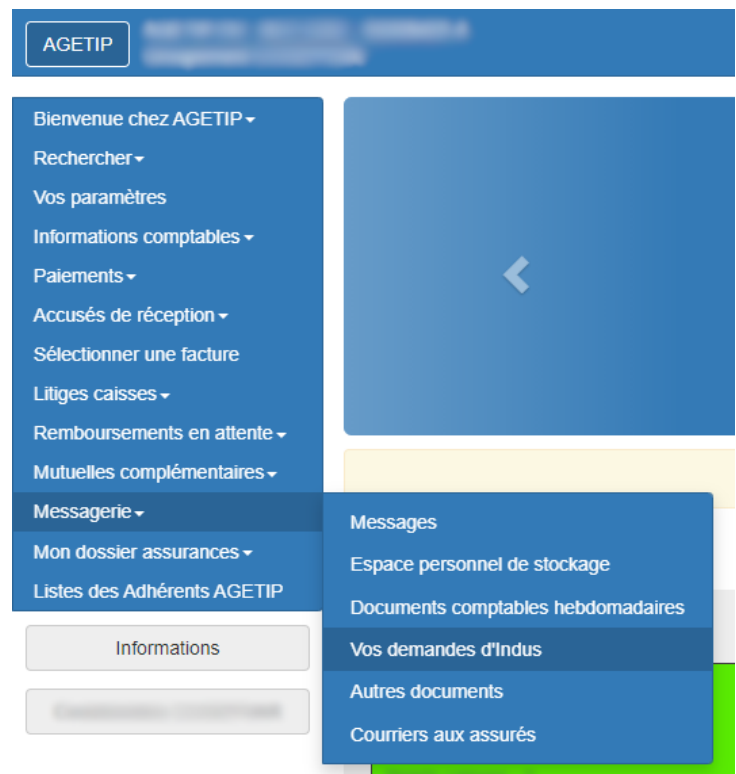 AGETIP
Bienvenue chez AGETIP
Rechercher
Vos paramètres
Informations comptables
Paiements
Accusés de réception
Sélectionner une facture
Litiges caisses
Remboursements en attente
Mutuelles complémentaires
Messagerie
Mon dossier assurances
Listes des Adhérents AGETIP
Messages
Espace personnel de stockage
Documents comptables hebdomadaires
Vos demandes d'Indus
Autres documents
Courriers aux assurés
Informations